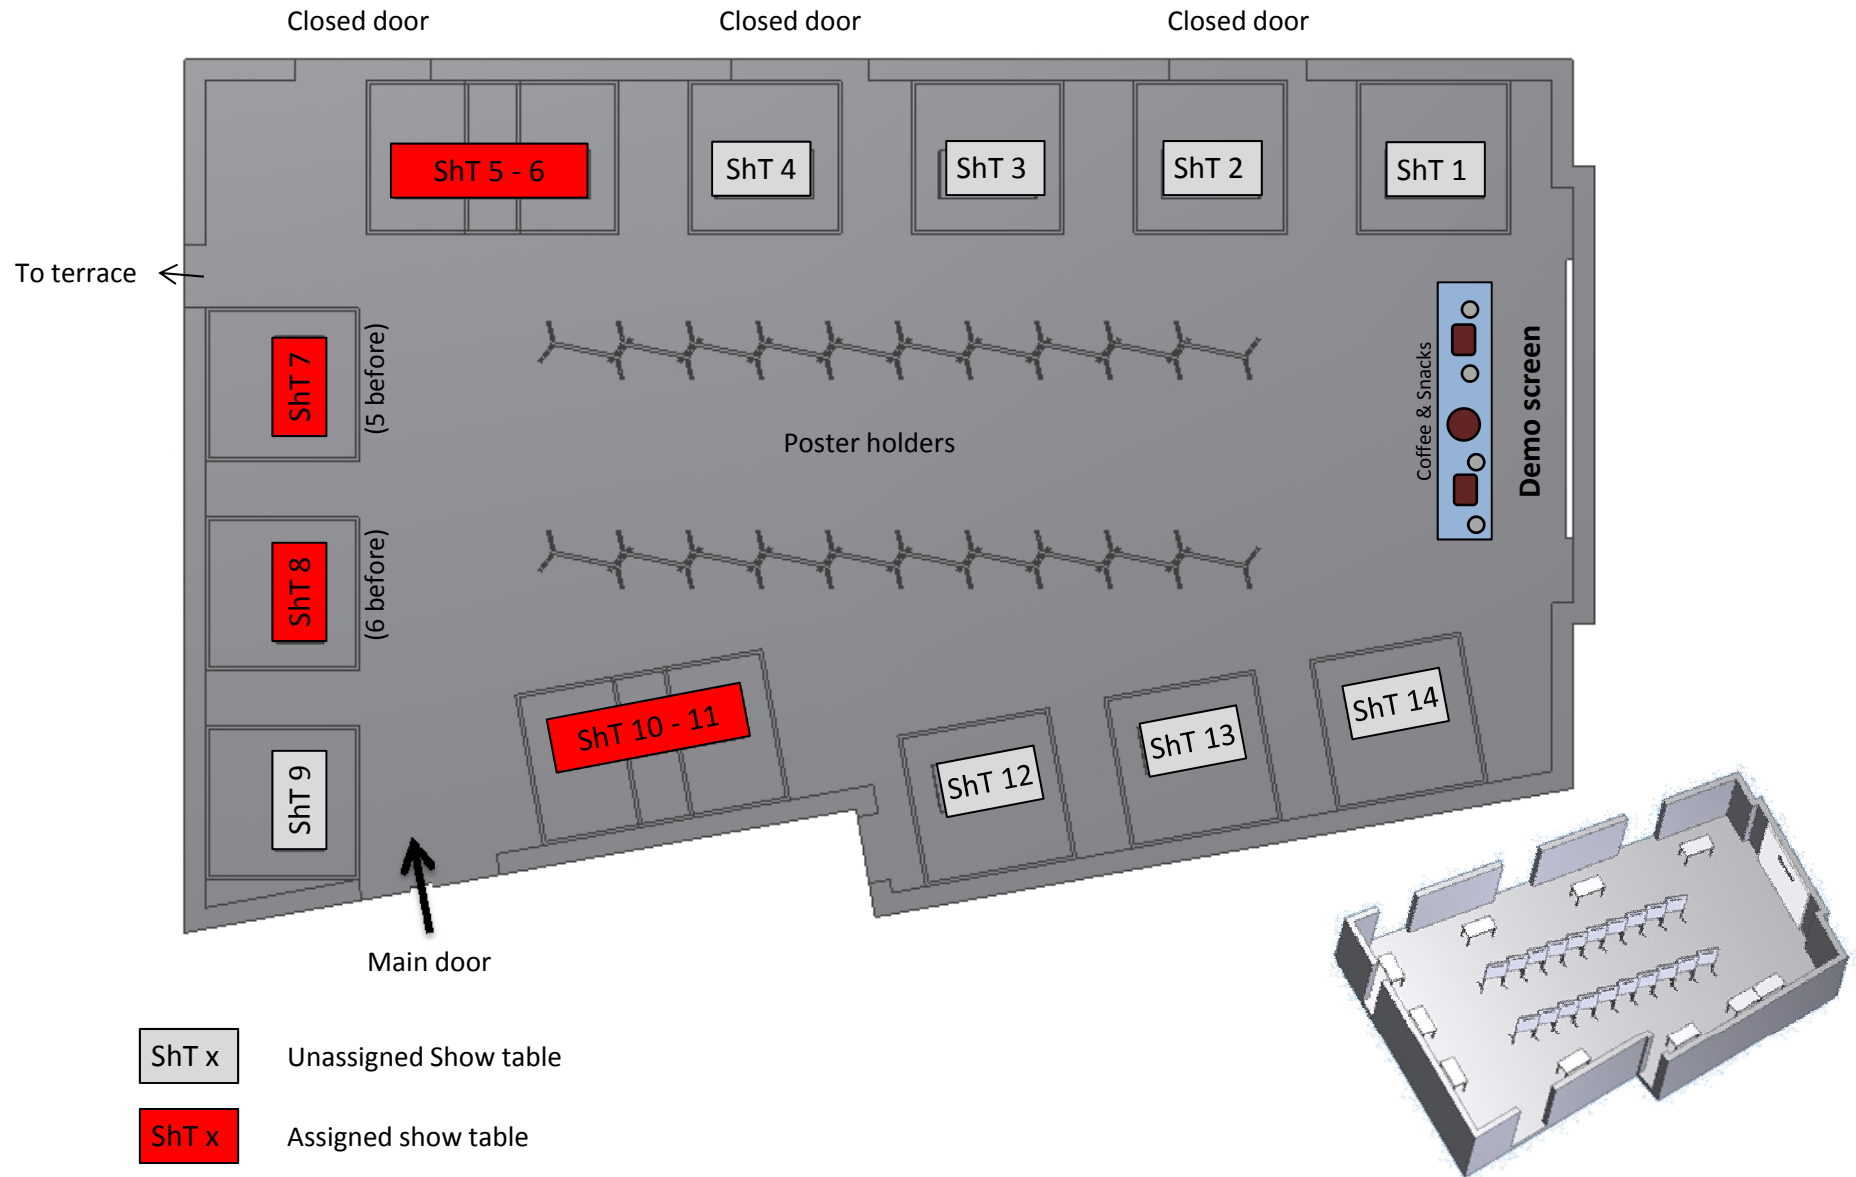 Closed door
Closed door
Closed door
ShT 5 - 6
ShT 4
ShT 3
ShT 2
ShT 1
To terrace
ShT 7
(5 before)
Poster holders
Coffee & Snacks
Demo screen
ShT 8
(6 before)
ShT 9
ShT 10 - 11
ShT 12
ShT 13
ShT 14
Main door
ShT x
Unassigned Show table
ShT x
Assigned show table